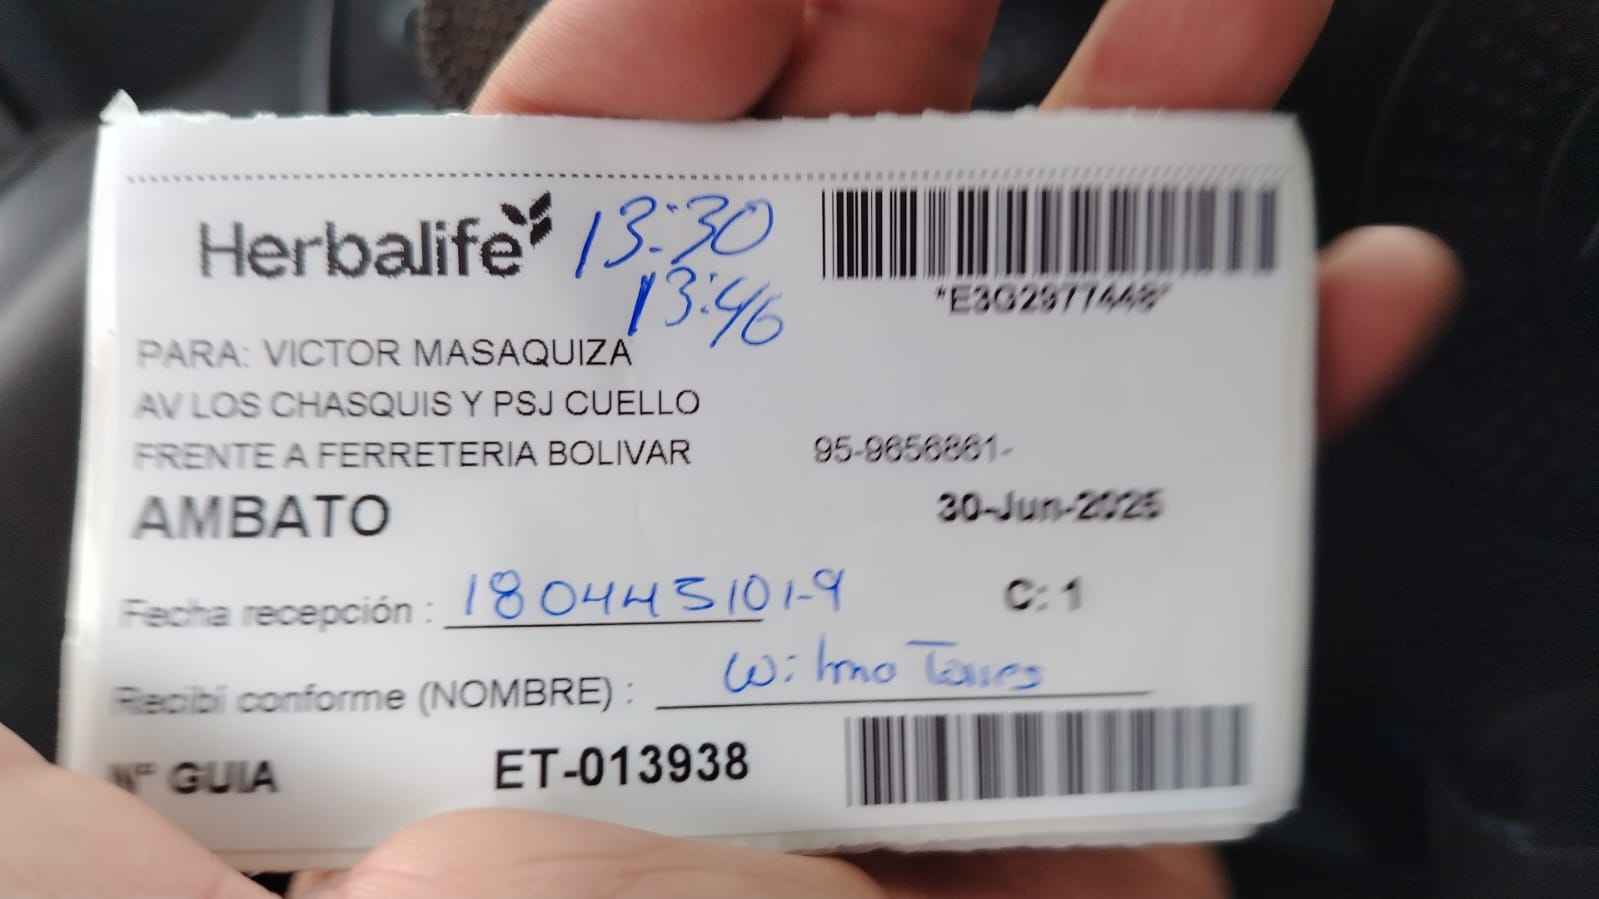 Herbalife
13:30
13:46
*E3G2977448*
PARA: VICTOR MASAQUIZA
AV LOS CHASQUIS Y PSJ CUELLO
FRENTE A FERRETERIA BOLIVAR 95-9656861-
AMBATO 30-Jun-2025
Fecha recepción : 180445101-9 C: 1
Recibí conforme (NOMBRE) : Wilmo Torres
N° GUIA ET-013938